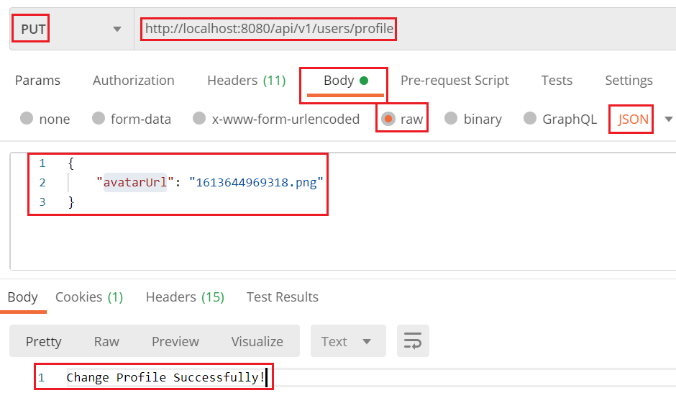 PUT http://localhost:8080/api/v1/users/profile
Params Authorization Headers (11) Body Pre-request Script Tests Settings
none form-data x-www-form-urlencoded raw binary GraphQL JSON
1 {
2 "avatarUrl": "1613644969318.png"
3 }
Body Cookies (1) Headers (15) Test Results
Pretty Raw Preview Visualize Text
1 Change Profile Successfully!